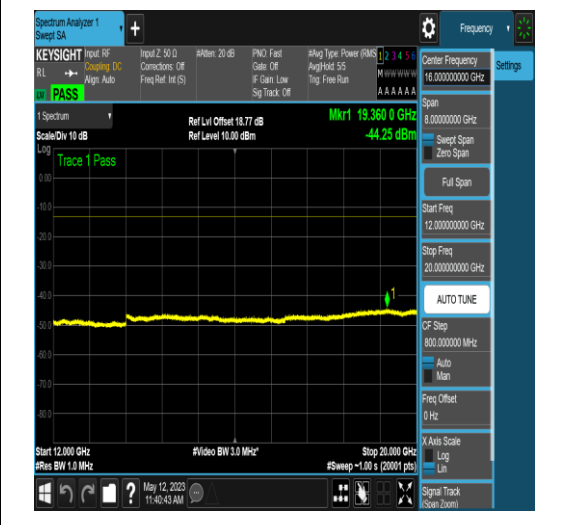 Spectrum Analyzer 1
Swept SA
+
Frequency
KEYSIGHT
RL
Input: RF
Coupling: DC
Align: Auto
Input Z: 50 Ω
Corrections: Off
Freq Ref: Int (S)
#Atten: 20 dB
PNO: Fast
Gate: Off
IF Gain: Low
Sig Track: Off
#Avg Type: Power (RMS
Avg|Hold: 5/5
Trig: Free Run
1 2 3 4 5 6
M w w w w w
A A A A A A
PASS
1 Spectrum
Scale/Div 10 dB
Ref Lvl Offset 18.77 dB
Ref Level 10.00 dBm
Mkr1 19.360 0 GHz
-44.25 dBm
Log
Trace 1 Pass
0.00
-10.0
-20.0
-30.0
-40.0
-50.0
-60.0
-70.0
-80.0
1
Start 12.000 GHz
#Res BW 1.0 MHz
#Video BW 3.0 MHz*
Stop 20.000 GHz
#Sweep ~1.00 s (20001 pts)
?
May 12, 2023
11:40:43 AM
Center Frequency
16.000000000 GHz
Settings
Span
8.00000000 GHz
Swept Span
Zero Span
Full Span
Start Freq
12.000000000 GHz
Stop Freq
20.000000000 GHz
AUTO TUNE
CF Step
800.000000 MHz
Auto
Man
Freq Offset
0 Hz
X Axis Scale
Log
Lin
Signal Track
(Span Zoom)